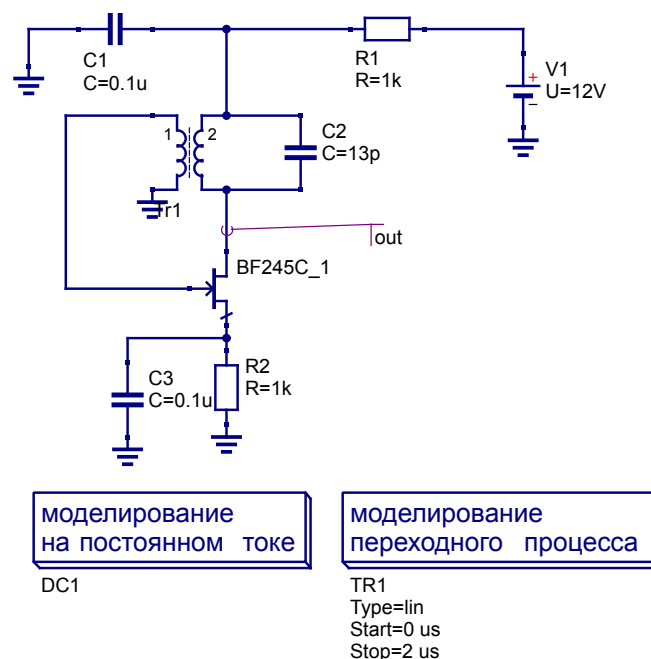 C1
C=0.1u
R1
R=1k
V1
U=12V
+
−
1
2
C2
C=13p
Tr1
out
BF245C_1
C3
C=0.1u
R2
R=1k
моделирование
на постоянном токе
DC1
моделирование
переходного процесса
TR1
Type=lin
Start=0 us
Stop=2 us